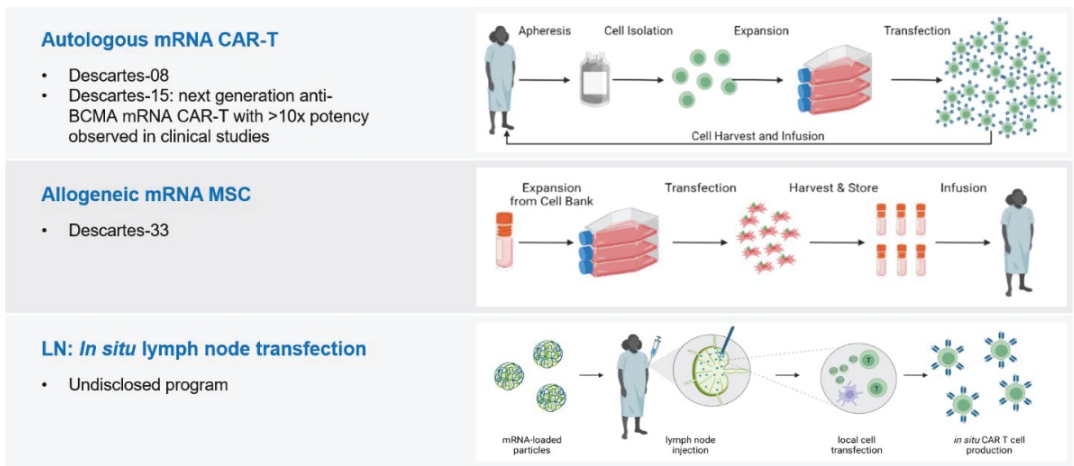 Autologous mRNA CAR-T
• Descartes-08
• Descartes-15: next generation anti-
BCMA mRNA CAR-T with >10x potency
observed in clinical studies
Apheresis
Cell Isolation
Expansion
Transfection
Cell Harvest and Infusion
Allogeneic mRNA MSC
• Descartes-33
Expansion
from Cell Bank
Transfection
Harvest & Store
Infusion
LN: In situ lymph node transfection
• Undisclosed program
T
T
mRNA-loaded
particles
lymph node
injection
local cell
transfection
in situ CAR T cell
production